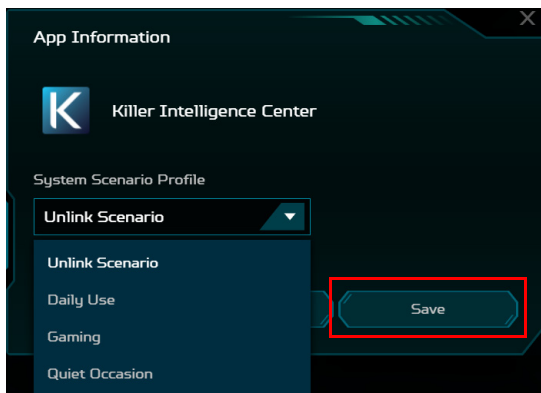 App Information
X
K
Killer Intelligence Center
System Scenario Profile
Unlink Scenario
Unlink Scenario
Daily Use
Gaming
Quiet Occasion
Save